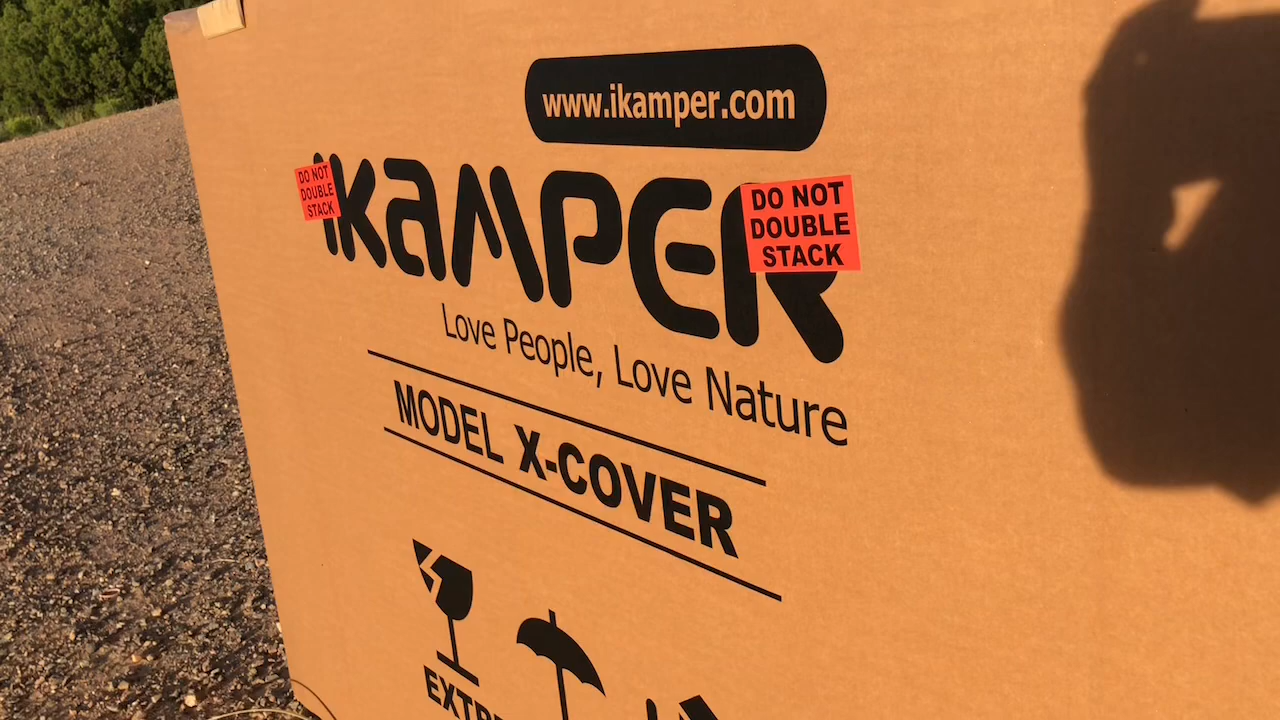 www.ikamper.com
iKAMPER
DO NOT
DOUBLE
STACK
DO NOT
DOUBLE
STACK
Love People, Love Nature
MODEL X-COVER